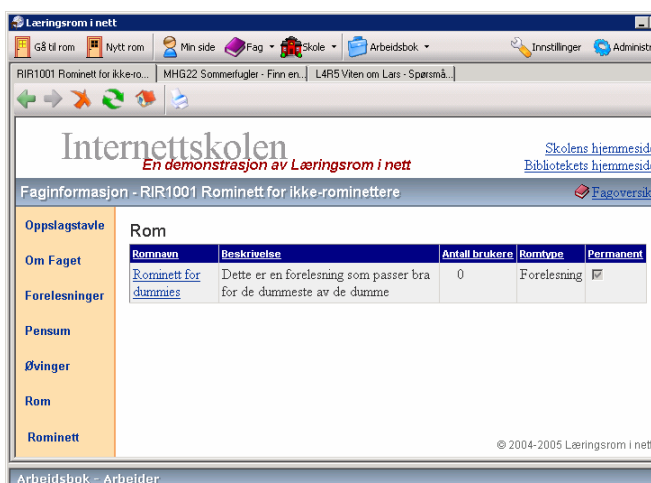 Læringsrom i nett
Gå til rom Nytt rom Min side Fag Skole Arbeidsbok Innstillinger Administr
RIR1001 Rominett for ikke-ro... MHG22 Sommerfugler - Finn en... L4R5 Viten om Lars - Spørsmå...
Internettskolen
En demonstrasjon av Læringsrom i nett
Skolens hjemmeside
Bibliotekets hjemmeside
Faginformasjon - RIR1001 Rominett for ikke-rominettere Fagoversik
Oppslagstavle
Om Faget
Forelesninger
Pensum
Øvinger
Rom
Rominett
Rom
Romnavn Beskrivelse Antall brukere Romtype Permanent
Rominett for Dette er en forelesning som passer bra 0 Forelesning
dummies for de dummeste av de dumme
© 2004-2005 Læringsrom i nett
Arbeidsbok - Arbeider